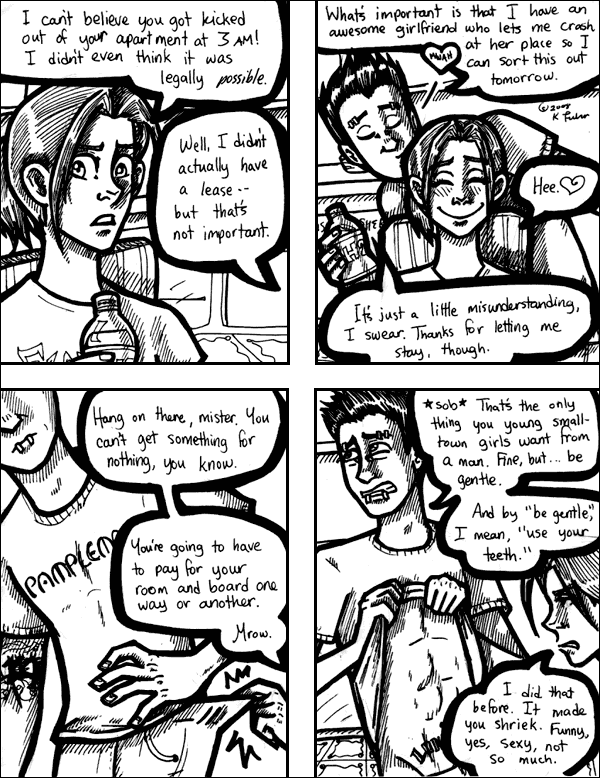 I can't believe you got kicked
out of your apartment at 3 AM!
I didn't even think it was
legally possible.
Well, I didn't
actually have
a lease--
but that's
not important.
What's important is that I have an
awesome girlfriend who lets me crash
at her place so I
can sort this out
tomorrow.
MWAH
©2008
Hee.
It's just a little misunderstanding,
I swear. Thanks for letting me
stay, though.
Hang on there, mister. You
can't get something for
nothing, you know.
PAMPLEM
You're going to have
to pay for your
room and board one
way or another.
Mrow.
*sob* That's the only
thing you young small-
town girls want from
a man. Fine, but... be
gentle.
And by "be gentle,"
I mean, "use your
teeth."
I did that
before. It made
you shriek. Funny,
yes, sexy, not
so much.